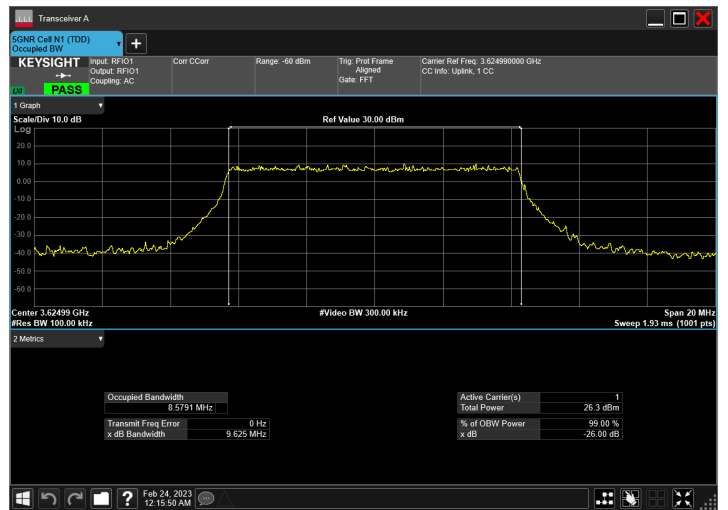 Transceiver A
5GNR Cell N1 (TDD)
Occupied BW
KEYSIGHT
LXI
PASS
Input: RFIO1
Output: RFIO1
Coupling: AC
Corr CCorr
Range: -60 dBm
Trig: Prot Frame
Aligned
Gate: FFT
Carrier Ref Freq: 3.624990000 GHz
CC Info: Uplink, 1 CC
1 Graph
Scale/Div 10.0 dB
Ref Value 30.00 dBm
Log
20.0
10.0
0.00
-10.0
-20.0
-30.0
-40.0
-50.0
-60.0
Center 3.62499 GHz
#Video BW 300.00 kHz
Span 20 MHz
#Res BW 100.00 kHz
Sweep 1.93 ms (1001 pts)
2 Metrics
Occupied Bandwidth
8.5791 MHz
Transmit Freq Error 0 Hz
x dB Bandwidth 9.625 MHz
Active Carrier(s) 1
Total Power 26.3 dBm
% of OBW Power 99.00 %
x dB -26.00 dB
Feb 24, 2023
12:15:50 AM